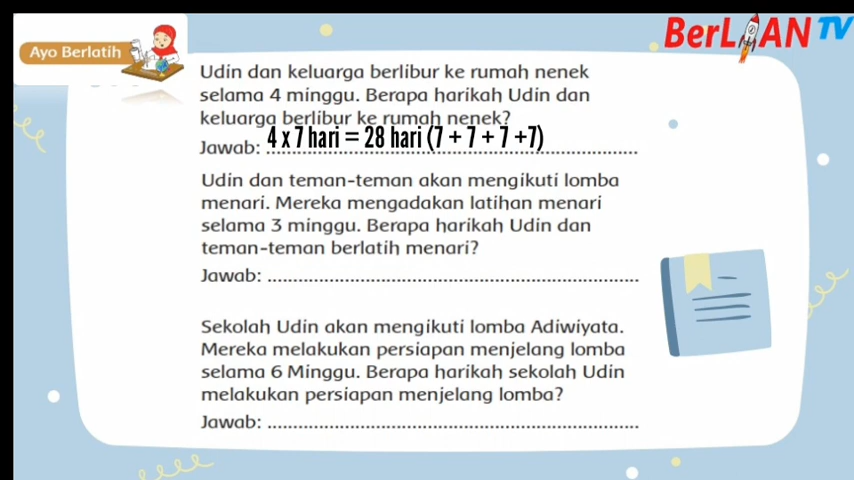 BerLIAN TV
Ayo Berlatih
Udin dan keluarga berlibur ke rumah nenek
selama 4 minggu. Berapa harikah Udin dan
keluarga berlibur ke rumah nenek?
Jawab: 4 x 7 hari = 28 hari (7 + 7 + 7 +7)
Udin dan teman-teman akan mengikuti lomba
menari. Mereka mengadakan latihan menari
selama 3 minggu. Berapa harikah Udin dan
teman-teman berlatih menari?
Jawab: ....................................................................
Sekolah Udin akan mengikuti lomba Adiwiyata.
Mereka melakukan persiapan menjelang lomba
selama 6 Minggu. Berapa harikah sekolah Udin
melakukan persiapan menjelang lomba?
Jawab: ....................................................................